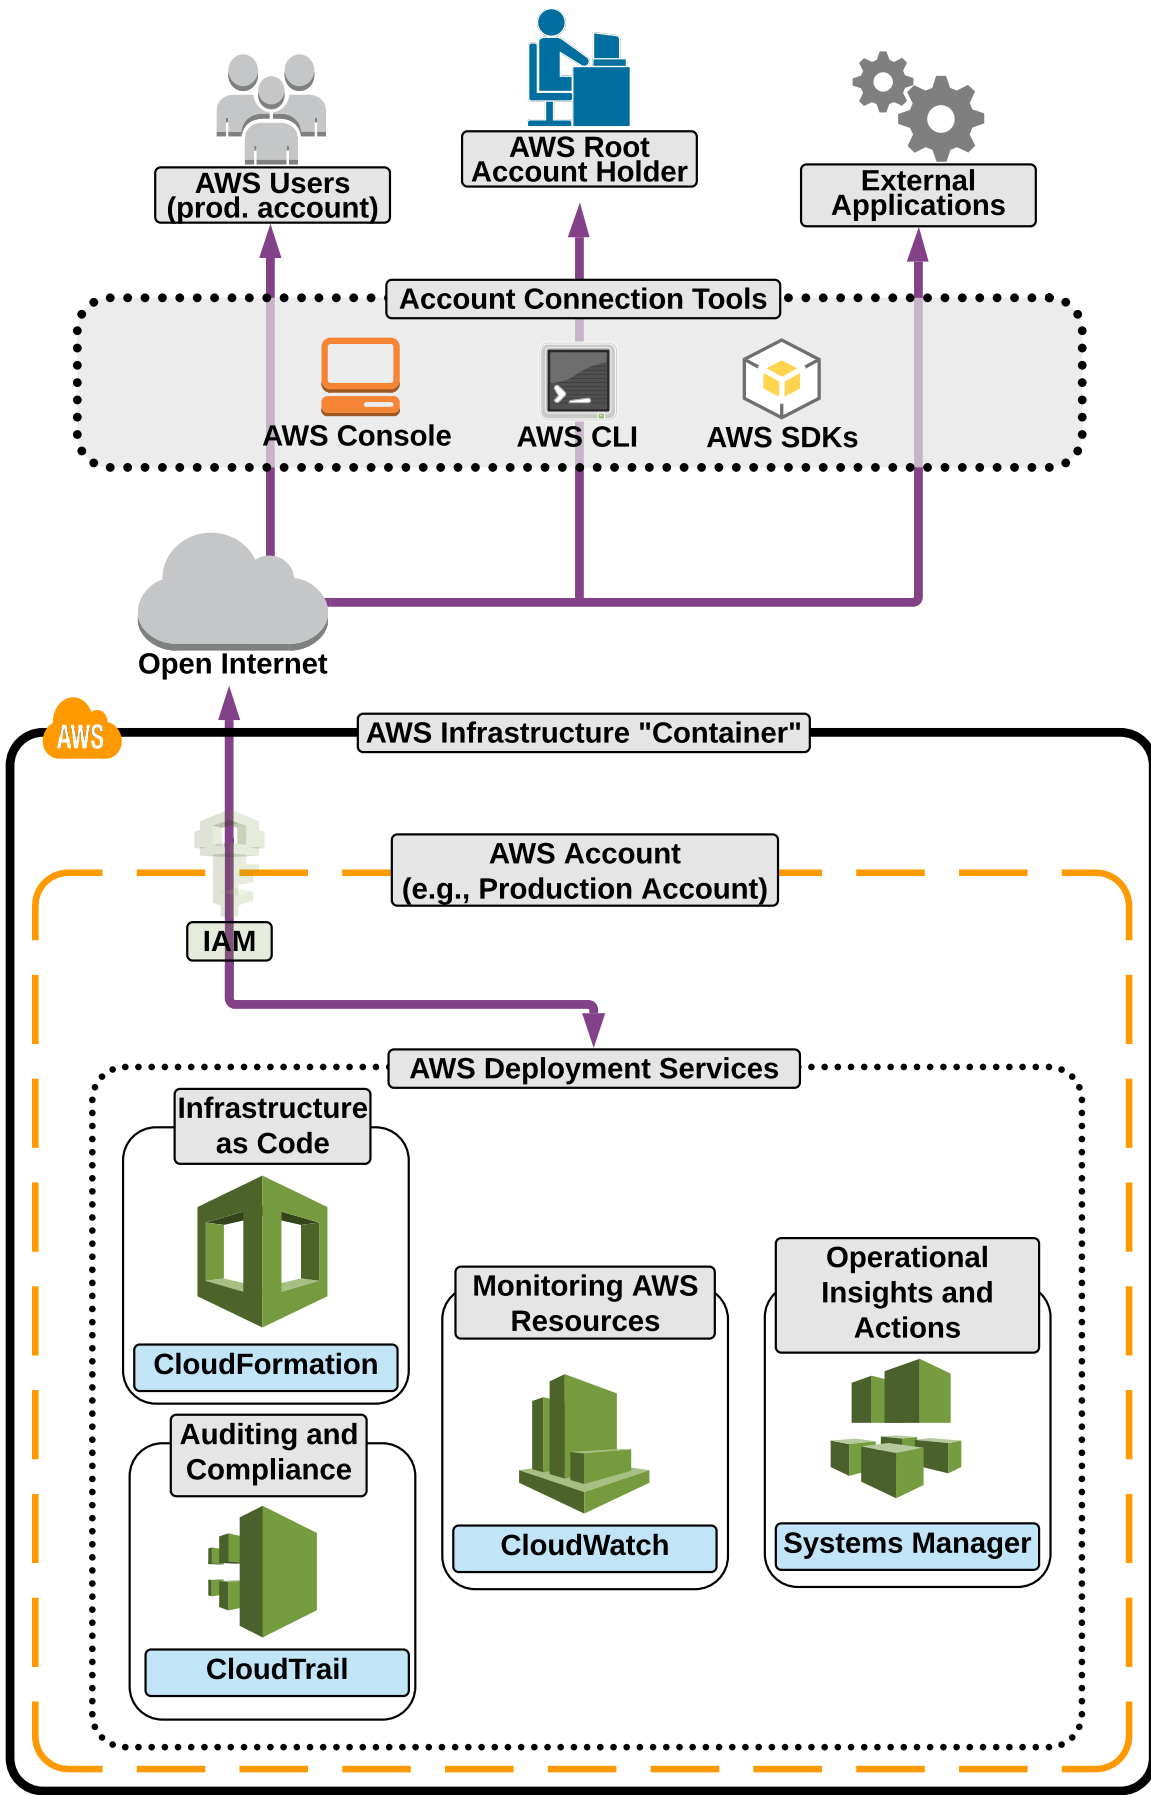 AWS Users
(prod. account)
AWS Root
Account Holder
External
Applications
Account Connection Tools
AWS Console
AWS CLI
AWS SDKs
Open Internet
AWS
AWS Infrastructure "Container"
AWS Account
(e.g., Production Account)
IAM
AWS Deployment Services
Infrastructure
as Code
CloudFormation
Monitoring AWS
Resources
CloudWatch
Operational
Insights and
Actions
Systems Manager
Auditing and
Compliance
CloudTrail